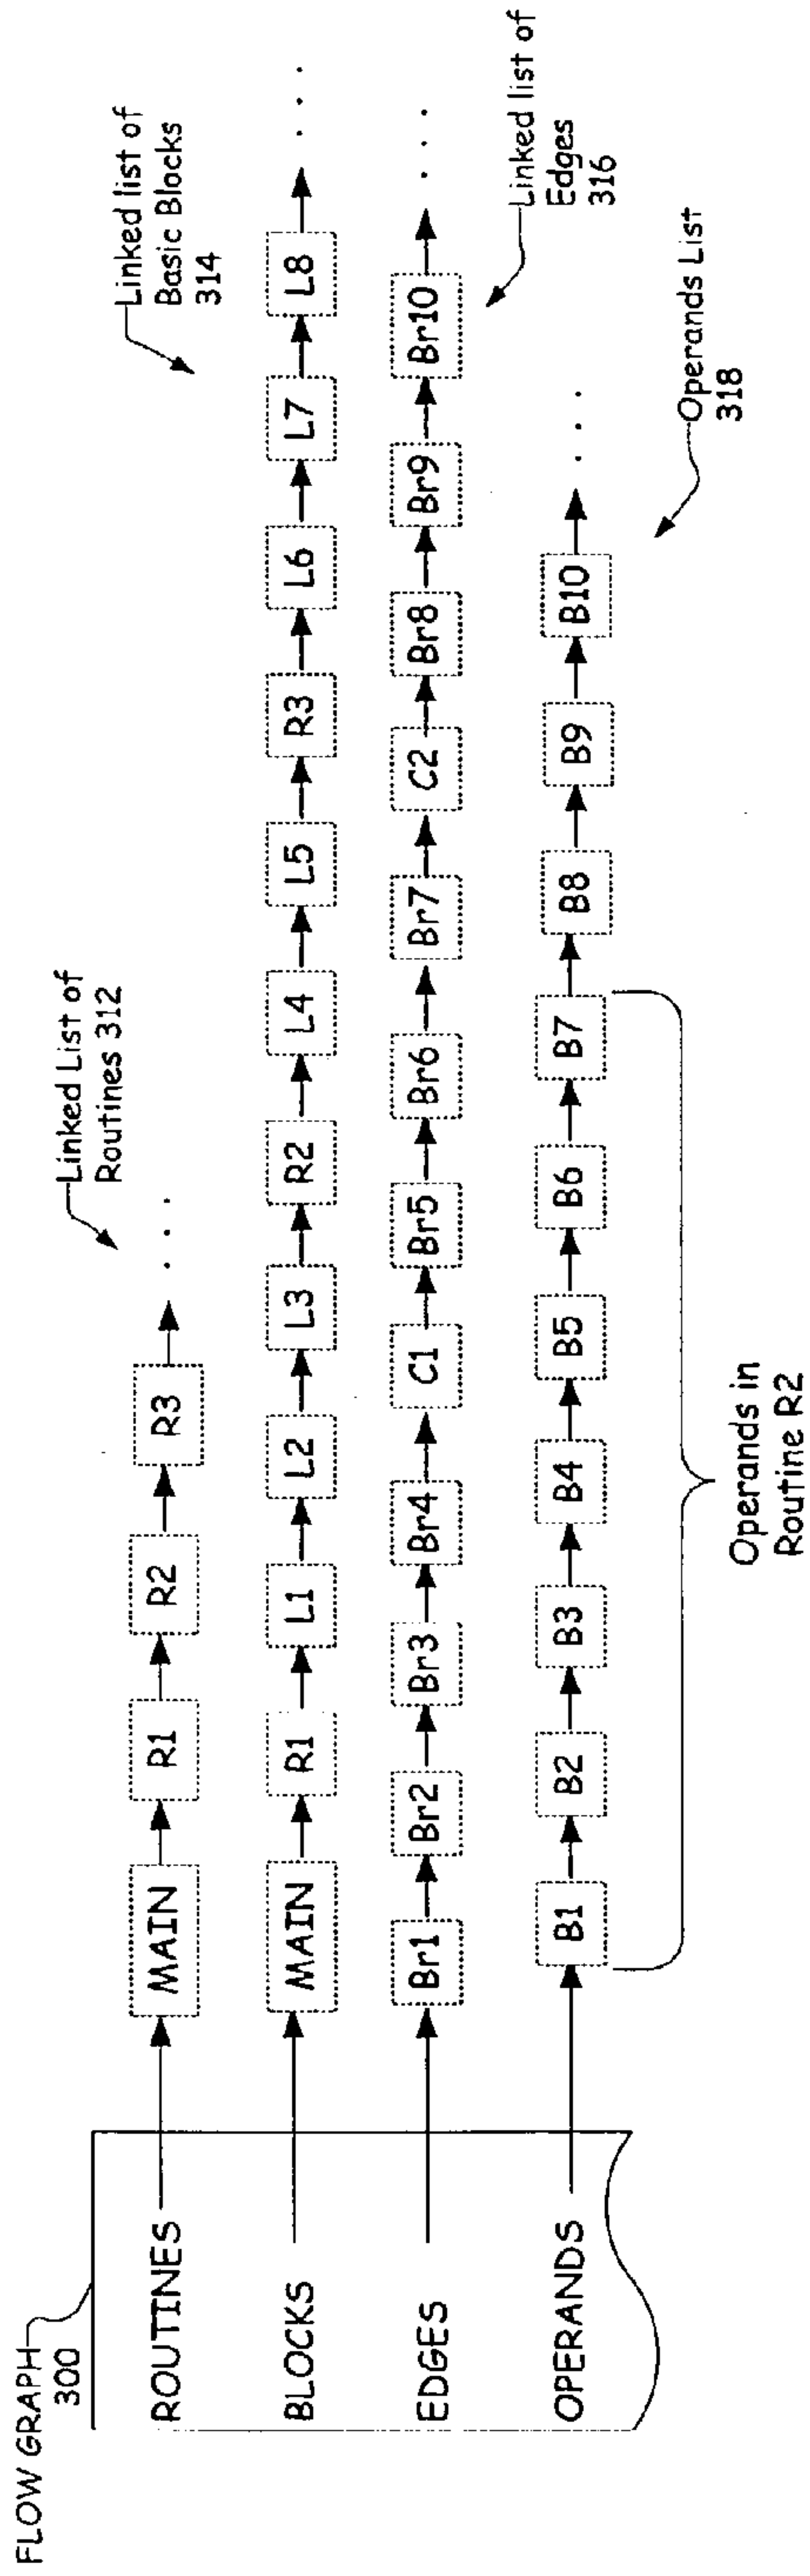 FLOW GRAPH
300
Linked List of
Routines 312
ROUTINES
MAIN
R1
R2
R3
. . .
Linked list of
Basic Blocks
314
BLOCKS
MAIN
R1
L1
L2
L3
R2
L4
L5
R3
L6
L7
L8
. . .
EDGES
Br1
Br2
Br3
Br4
C1
Br5
Br6
Br7
C2
Br8
Br9
Br10
. . .
Linked list of
Edges
316
OPERANDS
B1
B2
B3
B4
B5
B6
B7
B8
B9
B10
. . .
Operands List
318
Operands in
Routine R2